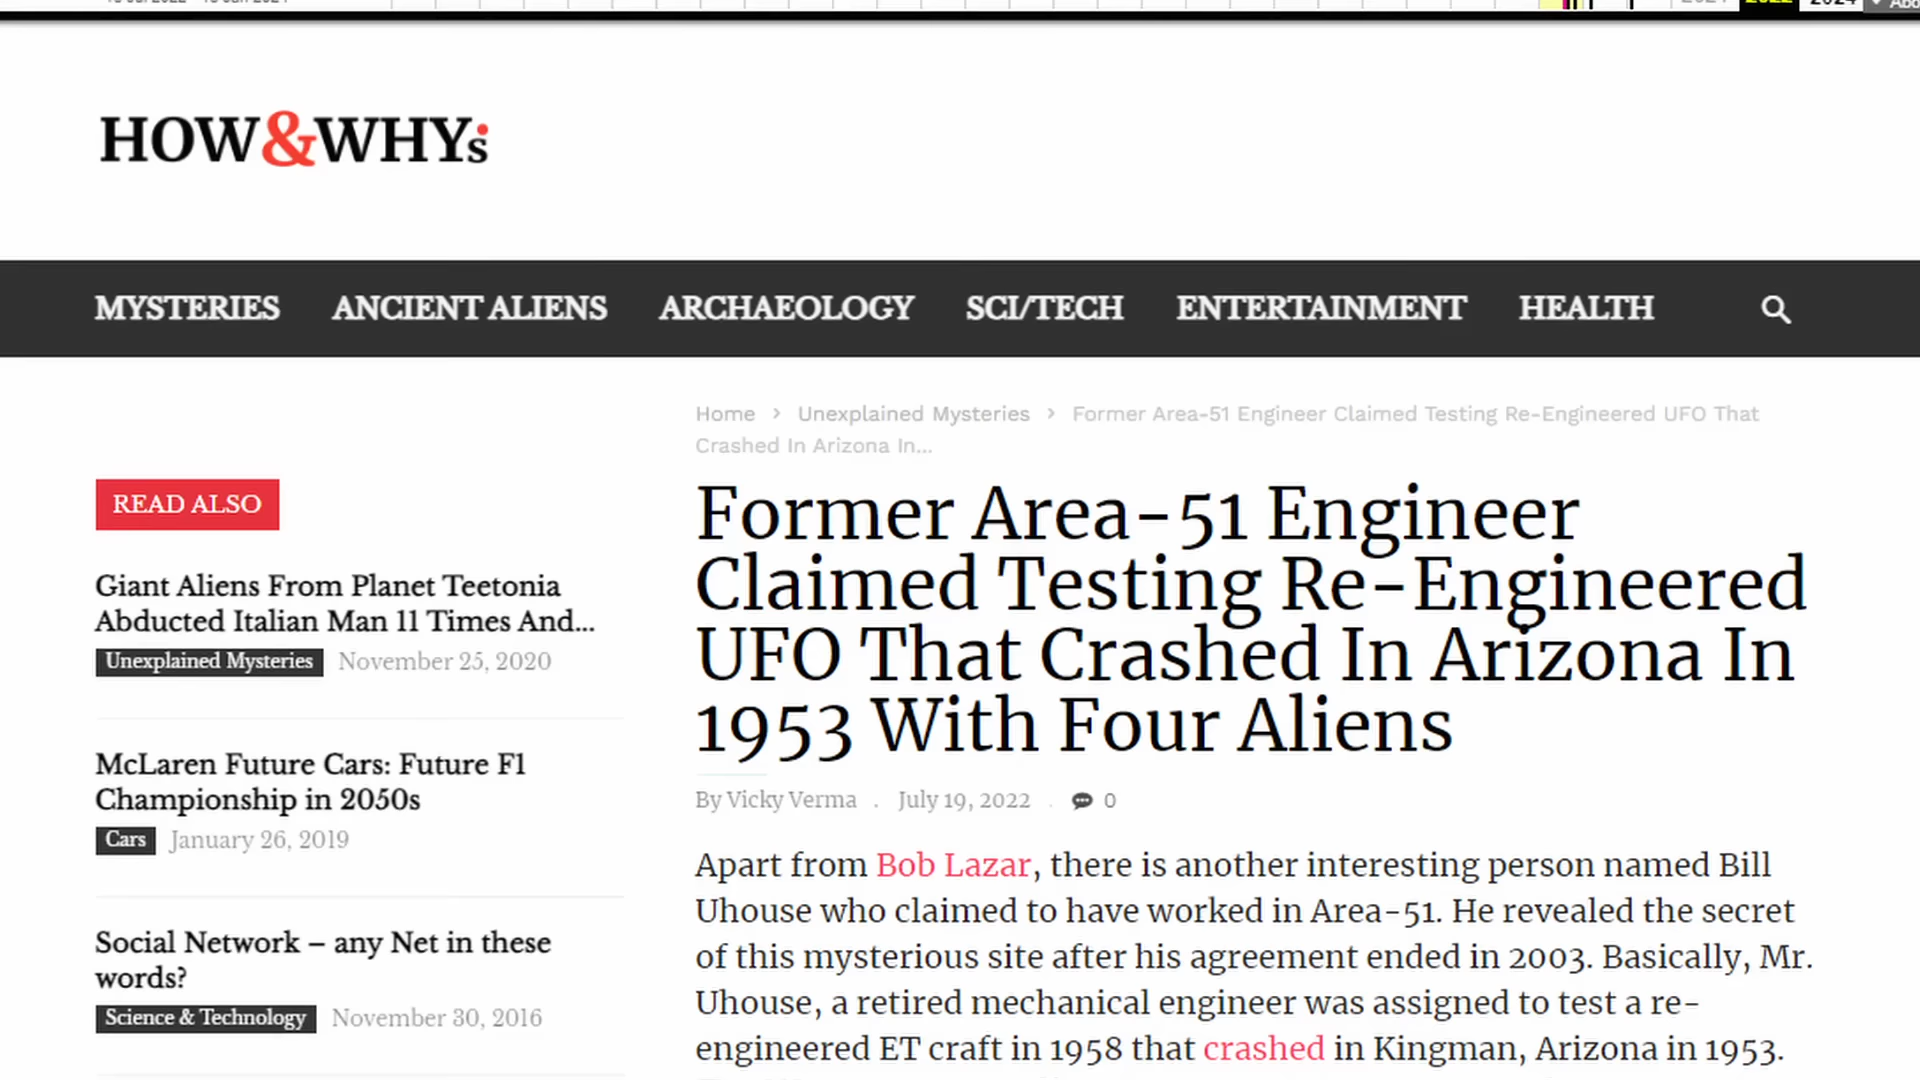 2022
2024
HOW&WHYs
MYSTERIES ANCIENT ALIENS ARCHAEOLOGY SCI/TECH ENTERTAINMENT HEALTH
Home > Unexplained Mysteries > Former Area-51 Engineer Claimed Testing Re-Engineered UFO That
Crashed In Arizona In...
READ ALSO
Giant Aliens From Planet Teetonia
Abducted Italian Man 11 Times And...
Unexplained Mysteries November 25, 2020
McLaren Future Cars: Future F1
Championship in 2050s
Cars January 26, 2019
Social Network – any Net in these
words?
Science & Technology November 30, 2016
Former Area-51 Engineer
Claimed Testing Re-Engineered
UFO That Crashed In Arizona In
1953 With Four Aliens
By Vicky Verma . July 19, 2022 . 0
Apart from Bob Lazar, there is another interesting person named Bill
Uhouse who claimed to have worked in Area-51. He revealed the secret
of this mysterious site after his agreement ended in 2003. Basically, Mr.
Uhouse, a retired mechanical engineer was assigned to test a re-
engineered ET craft in 1958 that crashed in Kingman, Arizona in 1953.